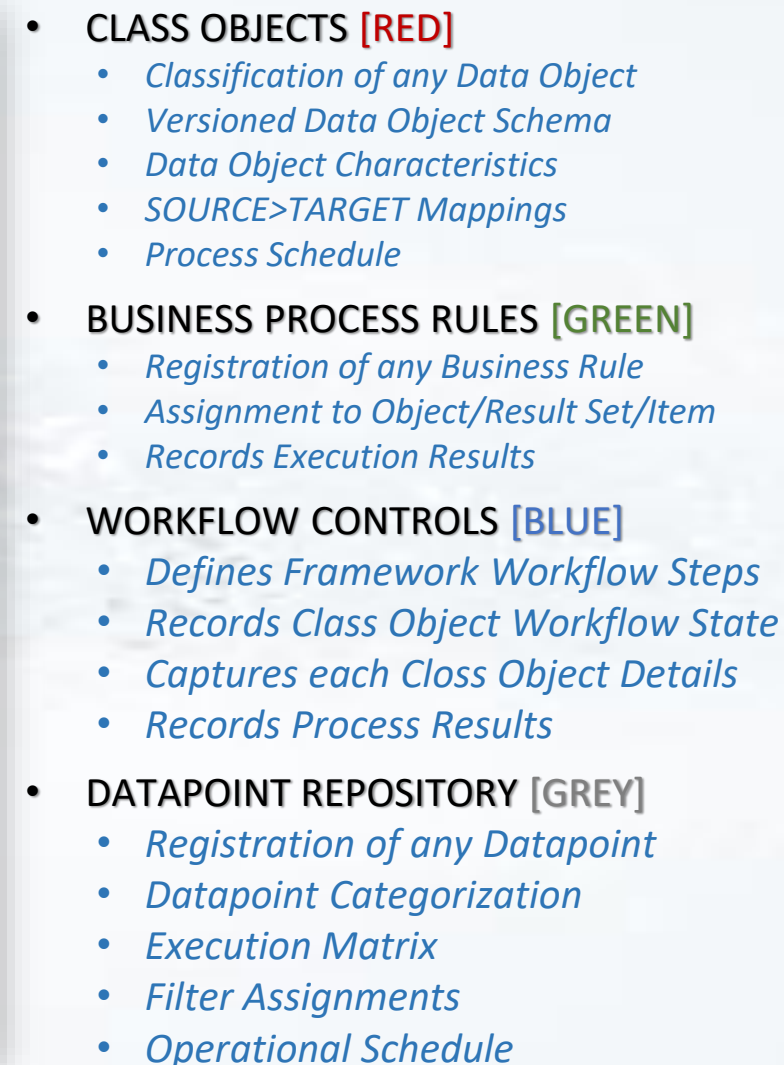 • CLASS OBJECTS [RED]
• Classification of any Data Object
• Versioned Data Object Schema
• Data Object Characteristics
• SOURCE>TARGET Mappings
• Process Schedule
• BUSINESS PROCESS RULES [GREEN]
• Registration of any Business Rule
• Assignment to Object/Result Set/Item
• Records Execution Results
• WORKFLOW CONTROLS [BLUE]
• Defines Framework Workflow Steps
• Records Class Object Workflow State
• Captures each Closs Object Details
• Records Process Results
• DATAPOINT REPOSITORY [GREY]
• Registration of any Datapoint
• Datapoint Categorization
• Execution Matrix
• Filter Assignments
• Operational Schedule